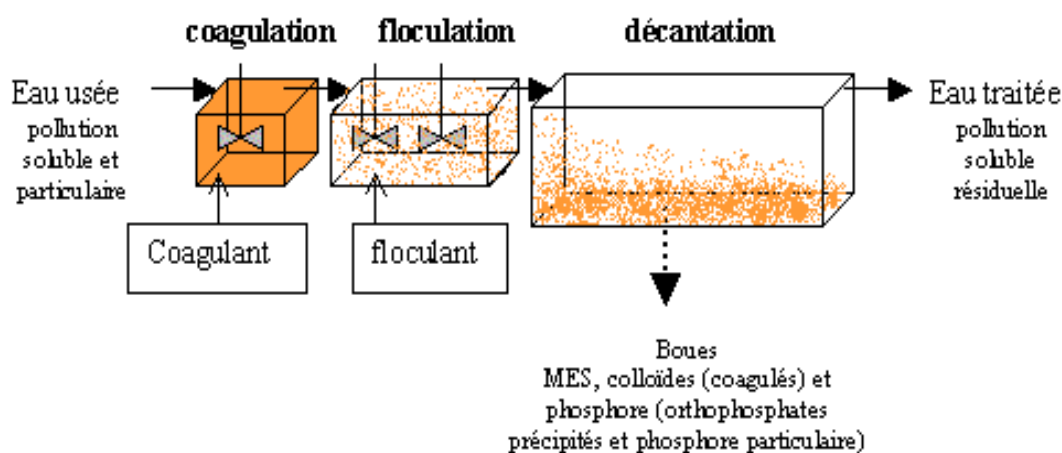 coagulation floculation décantation
Eau usée
pollution
soluble et
particulaire
Eau traitée
pollution
soluble
résiduelle
Coagulant
floculant
Boues
MES, colloïdes (coagulés) et
phosphore (orthophosphates
précipités et phosphore particulaire)